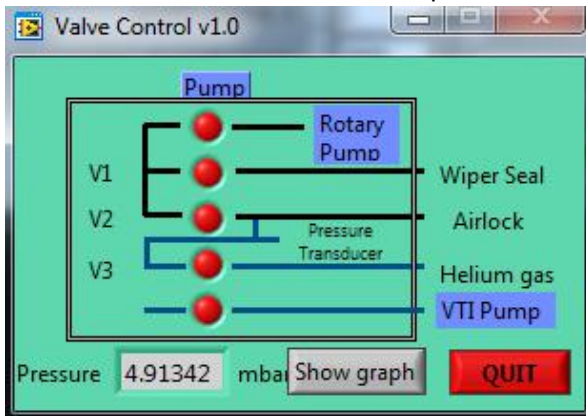 Valve Control v1.0
Pump
Rotary
Pump
V1
Wiper Seal
V2
Airlock
Pressure
Transducer
V3
Helium gas
VTI Pump
Pressure 4.91342 mbar Show graph QUIT